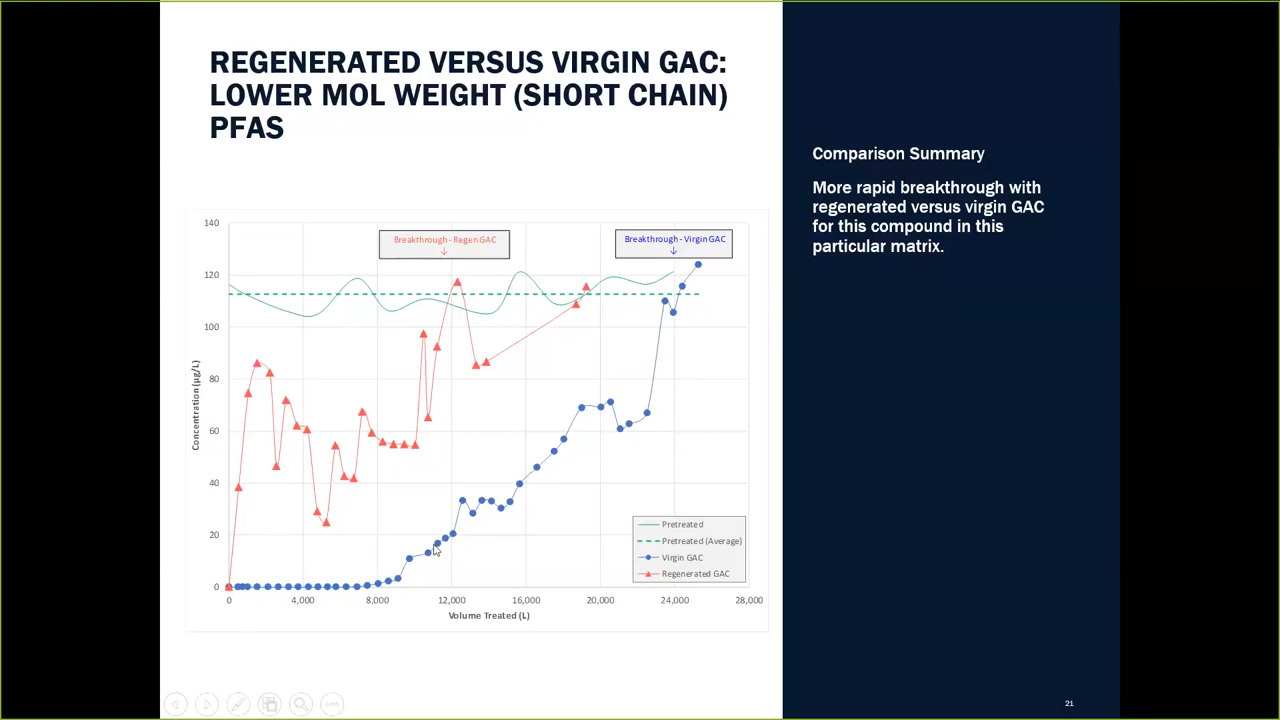 REGENERATED VERSUS VIRGIN GAC:
LOWER MOL WEIGHT (SHORT CHAIN)
PFAS
Comparison Summary
More rapid breakthrough with
regenerated versus virgin GAC
for this compound in this
particular matrix.
Breakthrough - Regen GAC
↓
Breakthrough - Virgin GAC
↓
Concentration (µg/L)
140
120
100
80
60
40
20
0
0 4,000 8,000 12,000 16,000 20,000 24,000 28,000
Volume Treated (L)
Pretreated
Pretreated (Average)
Virgin GAC
Regenerated GAC
21